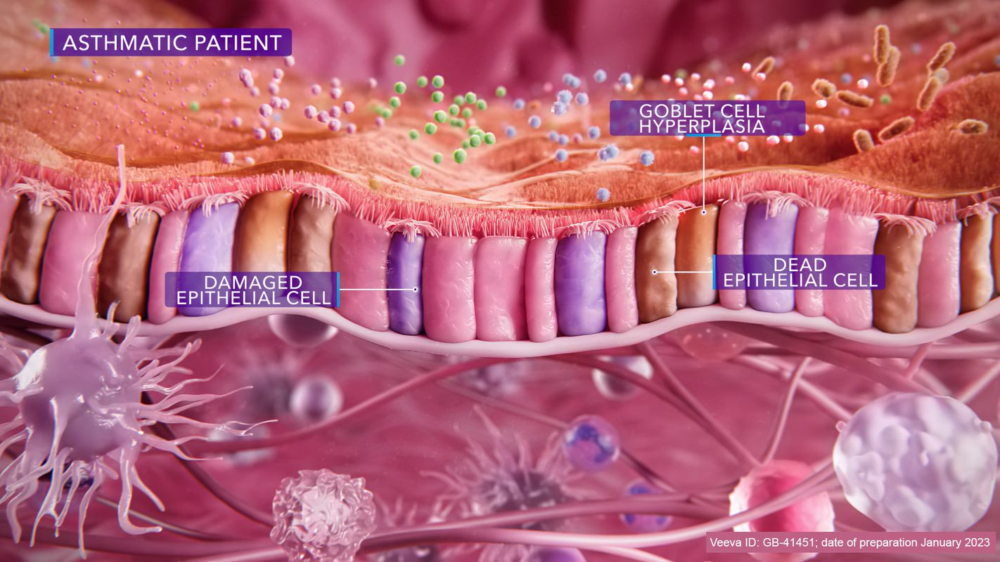 ASTHMATIC PATIENT
GOBLET CELL
HYPERPLASIA
DAMAGED
EPITHELIAL CELL
DEAD
EPITHELIAL CELL
Veeva ID: GB-41451; date of preparation January 2023